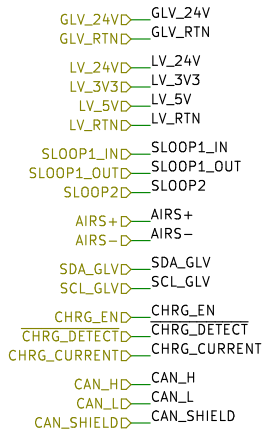 GLV_24V GLV_24V
GLV_RTN GLV_RTN
LV_24V LV_24V
LV_3V3 LV_3V3
LV_5V LV_5V
LV_RTN LV_RTN
SLOOP1_IN SLOOP1_IN
SLOOP1_OUT SLOOP1_OUT
SLOOP2 SLOOP2
AIRS+ AIRS+
AIRS- AIRS-
SDA_GLV SDA_GLV
SCL_GLV SCL_GLV
CHRG_EN CHRG_EN
CHRG_DETECT CHRG_DETECT
CHRG_CURRENT CHRG_CURRENT
CAN_H CAN_H
CAN_L CAN_L
CAN_SHIELD CAN_SHIELD